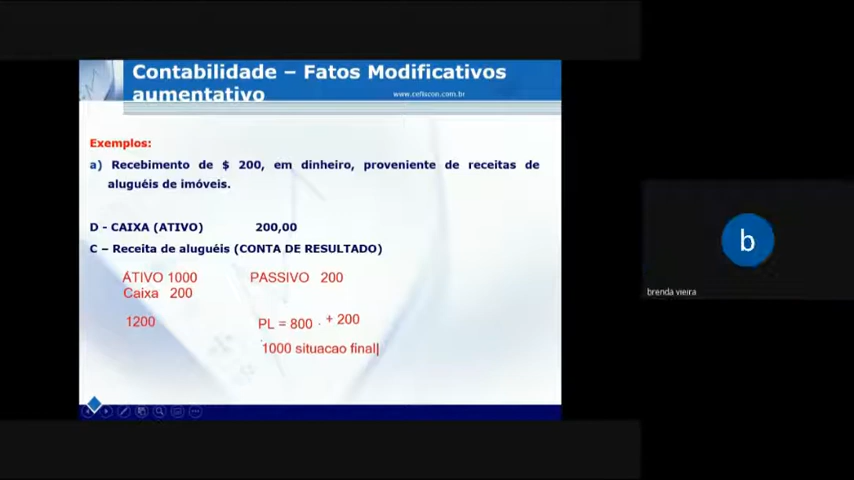 Contabilidade – Fatos Modificativos
aumentativo
www.cefiscon.com.br
Exemplos:
a) Recebimento de $ 200, em dinheiro, proveniente de receitas de
aluguéis de imóveis.
D - CAIXA (ATIVO) 200,00
C – Receita de aluguéis (CONTA DE RESULTADO)
ATIVO 1000 PASSIVO 200
Caixa 200
1200 PL = 800 + 200
1000 situacao final
b
brenda vieira